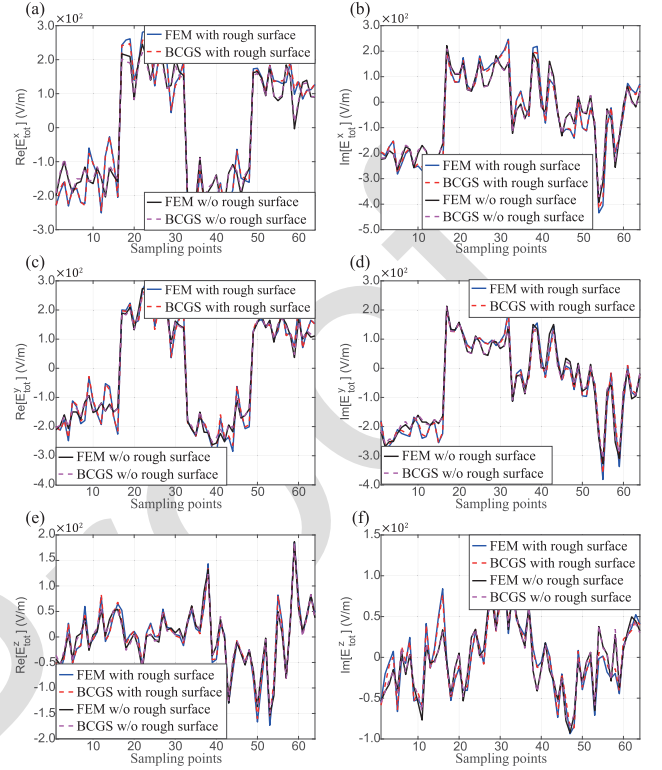 (a)
×10²
3.0
2.0
1.0
0
-1.0
-2.0
3.0
Re[E^x_tot] (V/m)
FEM with rough surface
BCGS with rough surface
FEM w/o rough surface
BCGS w/o rough surface
10 20 30 40 50 60
Sampling points
(b)
×10²
3.0
2.0
1.0
0
-1.0
-2.0
-3.0
-4.0
-5.0
Im[E^x_tot] (V/m)
FEM with rough surface
BCGS with rough surface
FEM w/o rough surface
BCGS w/o rough surface
10 20 30 40 50 60
Sampling points
(c)
×10²
3.0
2.0
1.0
0
-1.0
-2.0
-3.0
-4.0
Re[E^y_tot] (V/m)
FEM with rough surface
BCGS with rough surface
FEM w/o rough surface
BCGS w/o rough surface
10 20 30 40 50 60
Sampling points
(d)
×10²
3.0
2.0
1.0
0
-1.0
-2.0
-3.0
-4.0
Im[E^y_tot] (V/m)
FEM with rough surface
BCGS with rough surface
FEM w/o rough surface
BCGS w/o rough surface
10 20 30 40 50 60
Sampling points
(e)
×10²
2.0
1.5
1.0
0.5
0
-0.5
-1.0
-1.5
-2.0
Re[E^z_tot] (V/m)
FEM with rough surface
BCGS with rough surface
FEM w/o rough surface
BCGS w/o rough surface
10 20 30 40 50 60
Sampling points
(f)
×10²
1.5
1.0
0.5
0
-0.5
-1.0
Im[E^z_tot] (V/m)
FEM with rough surface
BCGS with rough surface
FEM w/o rough surface
BCGS w/o rough surface
10 20 30 40 50 60
Sampling points